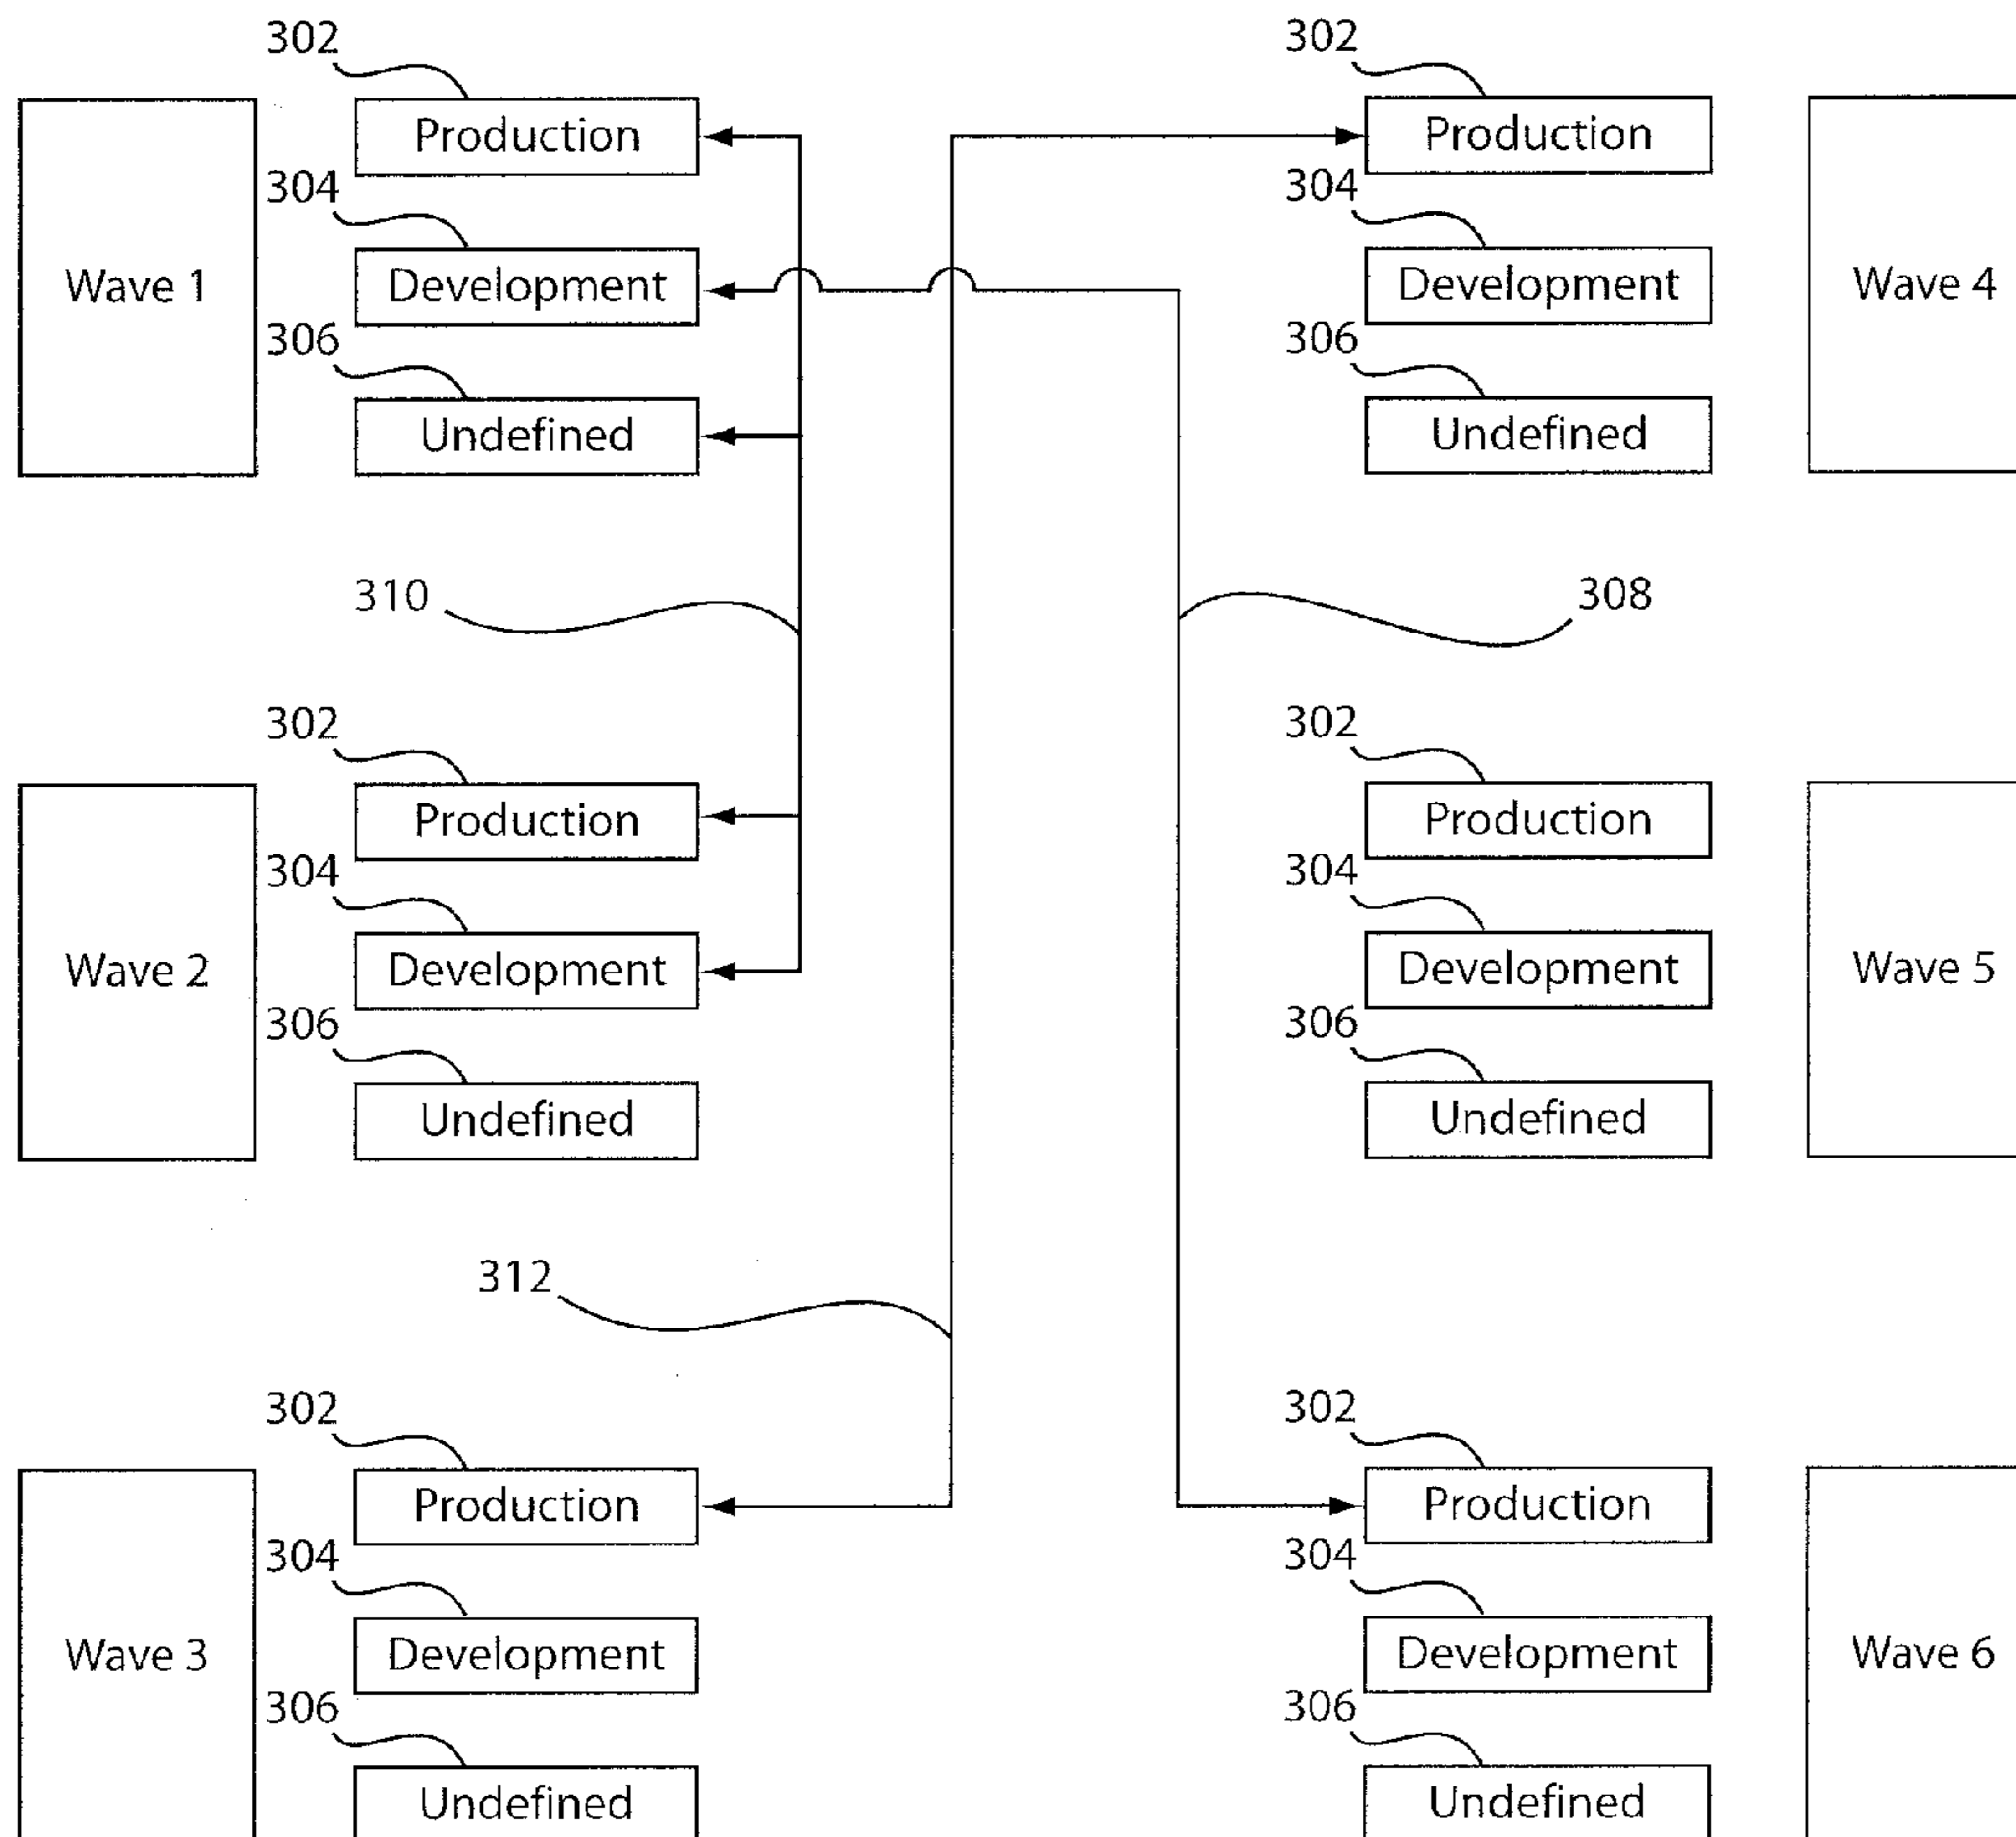 302
Production
304
Wave 1
Development
306
Undefined
302
Production
304
Development
Wave 4
306
Undefined
310
308
302
Production
304
Wave 2
Development
306
Undefined
302
Production
304
Development
Wave 5
306
Undefined
312
302
Production
304
Wave 3
Development
306
Undefined
302
Production
304
Development
Wave 6
306
Undefined